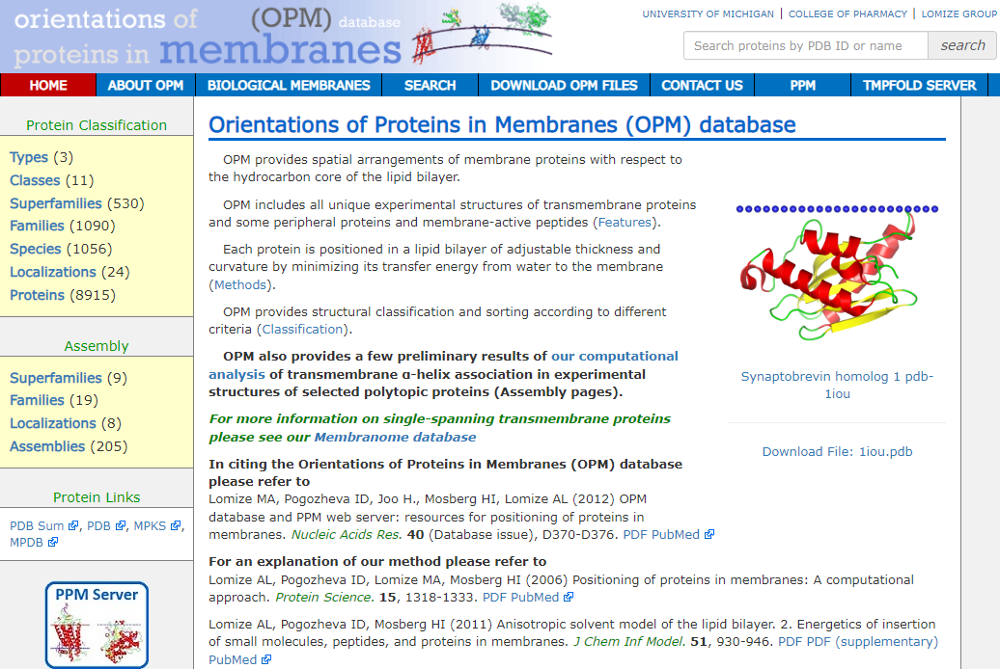 orientations of (OPM) database
proteins in membranes
UNIVERSITY OF MICHIGAN | COLLEGE OF PHARMACY | LOMIZE GROUP
Search proteins by PDB ID or name search
HOME ABOUT OPM BIOLOGICAL MEMBRANES SEARCH DOWNLOAD OPM FILES CONTACT US PPM TMPFOLD SERVER
Protein Classification
Types (3)
Classes (11)
Superfamilies (530)
Families (1090)
Species (1056)
Localizations (24)
Proteins (8915)
Assembly
Superfamilies (9)
Families (19)
Localizations (8)
Assemblies (205)
Protein Links
PDB Sum, PDB, MPKS,
MPDB
PPM Server
Orientations of Proteins in Membranes (OPM) database
OPM provides spatial arrangements of membrane proteins with respect to
the hydrocarbon core of the lipid bilayer.
OPM includes all unique experimental structures of transmembrane proteins
and some peripheral proteins and membrane-active peptides (Features).
Each protein is positioned in a lipid bilayer of adjustable thickness and
curvature by minimizing its transfer energy from water to the membrane
(Methods).
OPM provides structural classification and sorting according to different
criteria (Classification).
OPM also provides a few preliminary results of our computational
analysis of transmembrane α-helix association in experimental
structures of selected polytopic proteins (Assembly pages).
For more information on single-spanning transmembrane proteins
please see our Membranome database
In citing the Orientations of Proteins in Membranes (OPM) database
please refer to
Lomize MA, Pogozheva ID, Joo H., Mosberg HI, Lomize AL (2012) OPM
database and PPM web server: resources for positioning of proteins in
membranes. Nucleic Acids Res. 40 (Database issue), D370-D376. PDF PubMed
For an explanation of our method please refer to
Lomize AL, Pogozheva ID, Lomize MA, Mosberg HI (2006) Positioning of proteins in membranes: A computational
approach. Protein Science. 15, 1318-1333. PDF PubMed
Lomize AL, Pogozheva ID, Mosberg HI (2011) Anisotropic solvent model of the lipid bilayer. 2. Energetics of insertion
of small molecules, peptides, and proteins in membranes. J Chem Inf Model. 51, 930-946. PDF PDF (supplementary)
PubMed
Synaptobrevin homolog 1 pdb-
1iou
Download File: 1iou.pdb